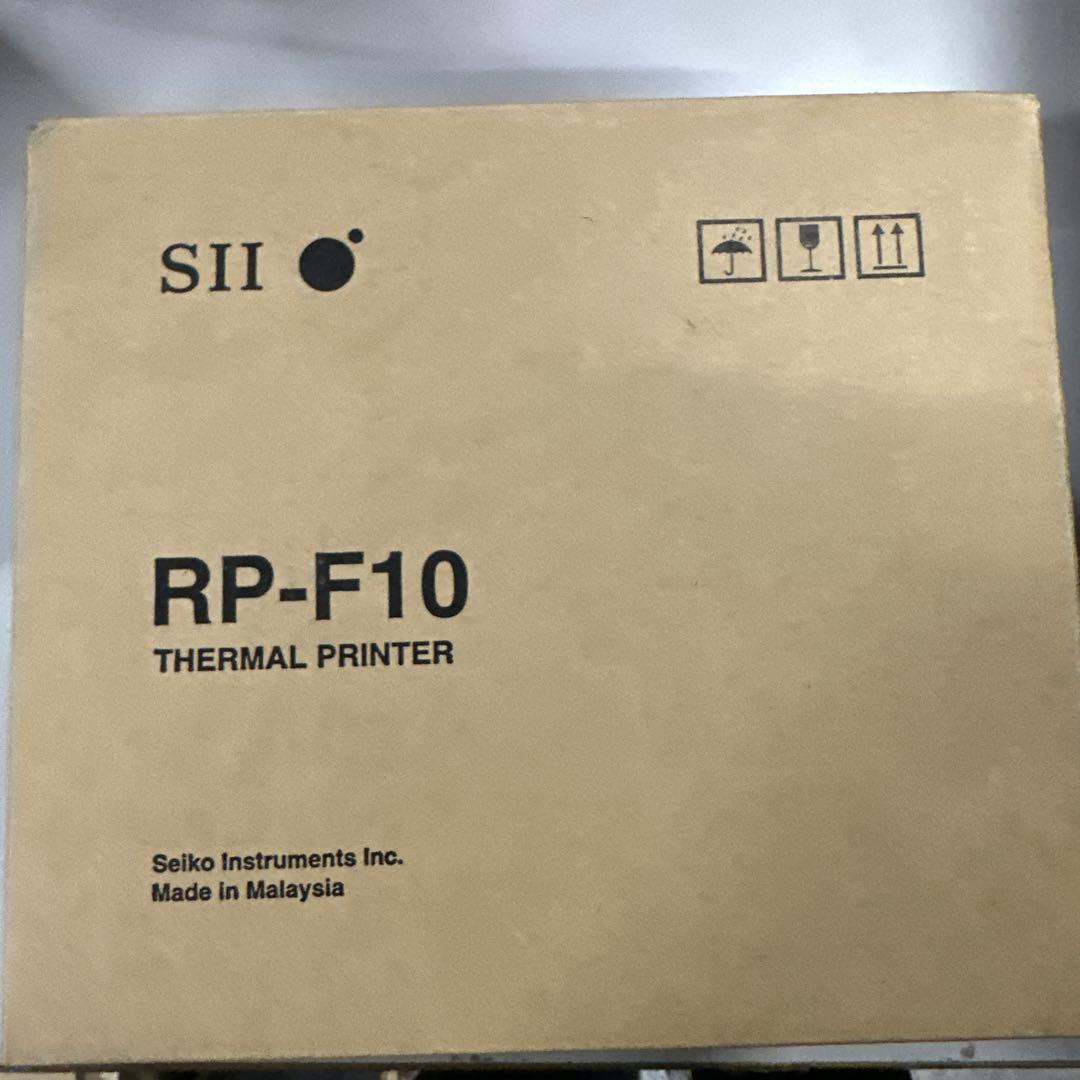 SII
RP-F10
THERMAL PRINTER
Seiko Instruments Inc.
Made in Malaysia